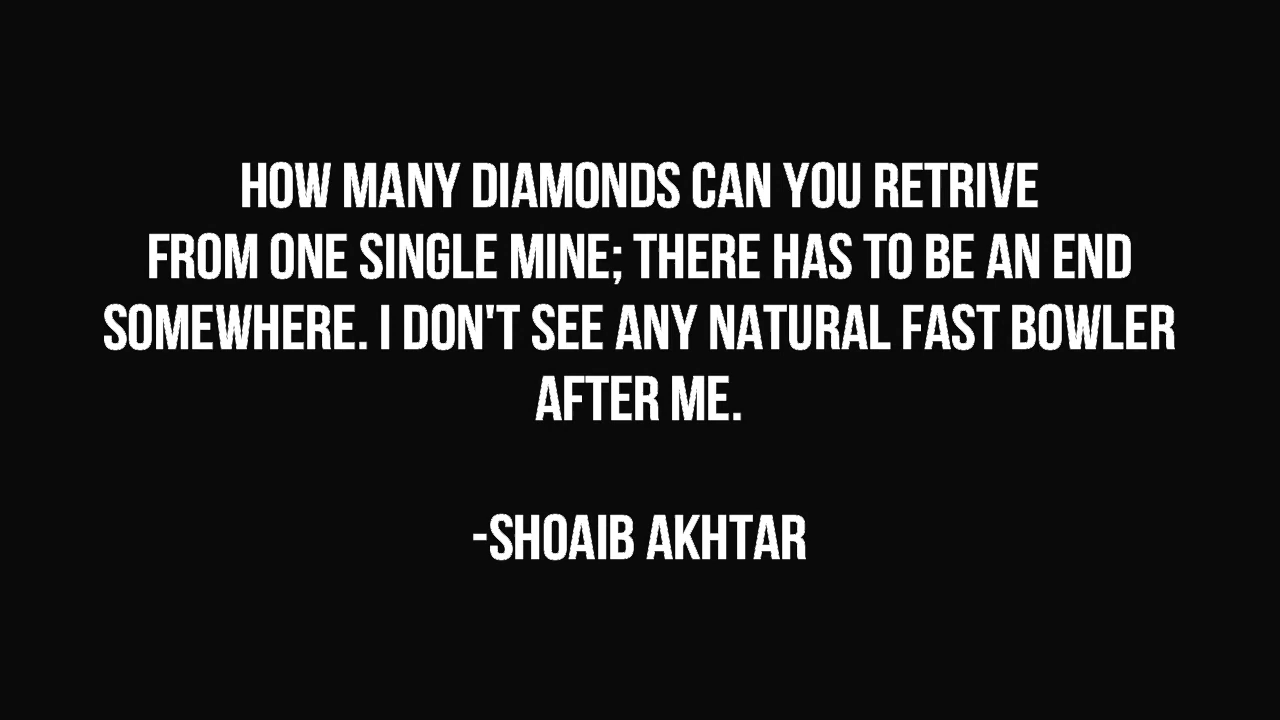 HOW MANY DIAMONDS CAN YOU RETRIVE
FROM ONE SINGLE MINE; THERE HAS TO BE AN END
SOMEWHERE. I DON'T SEE ANY NATURAL FAST BOWLER
AFTER ME.
-SHOAIB AKHTAR